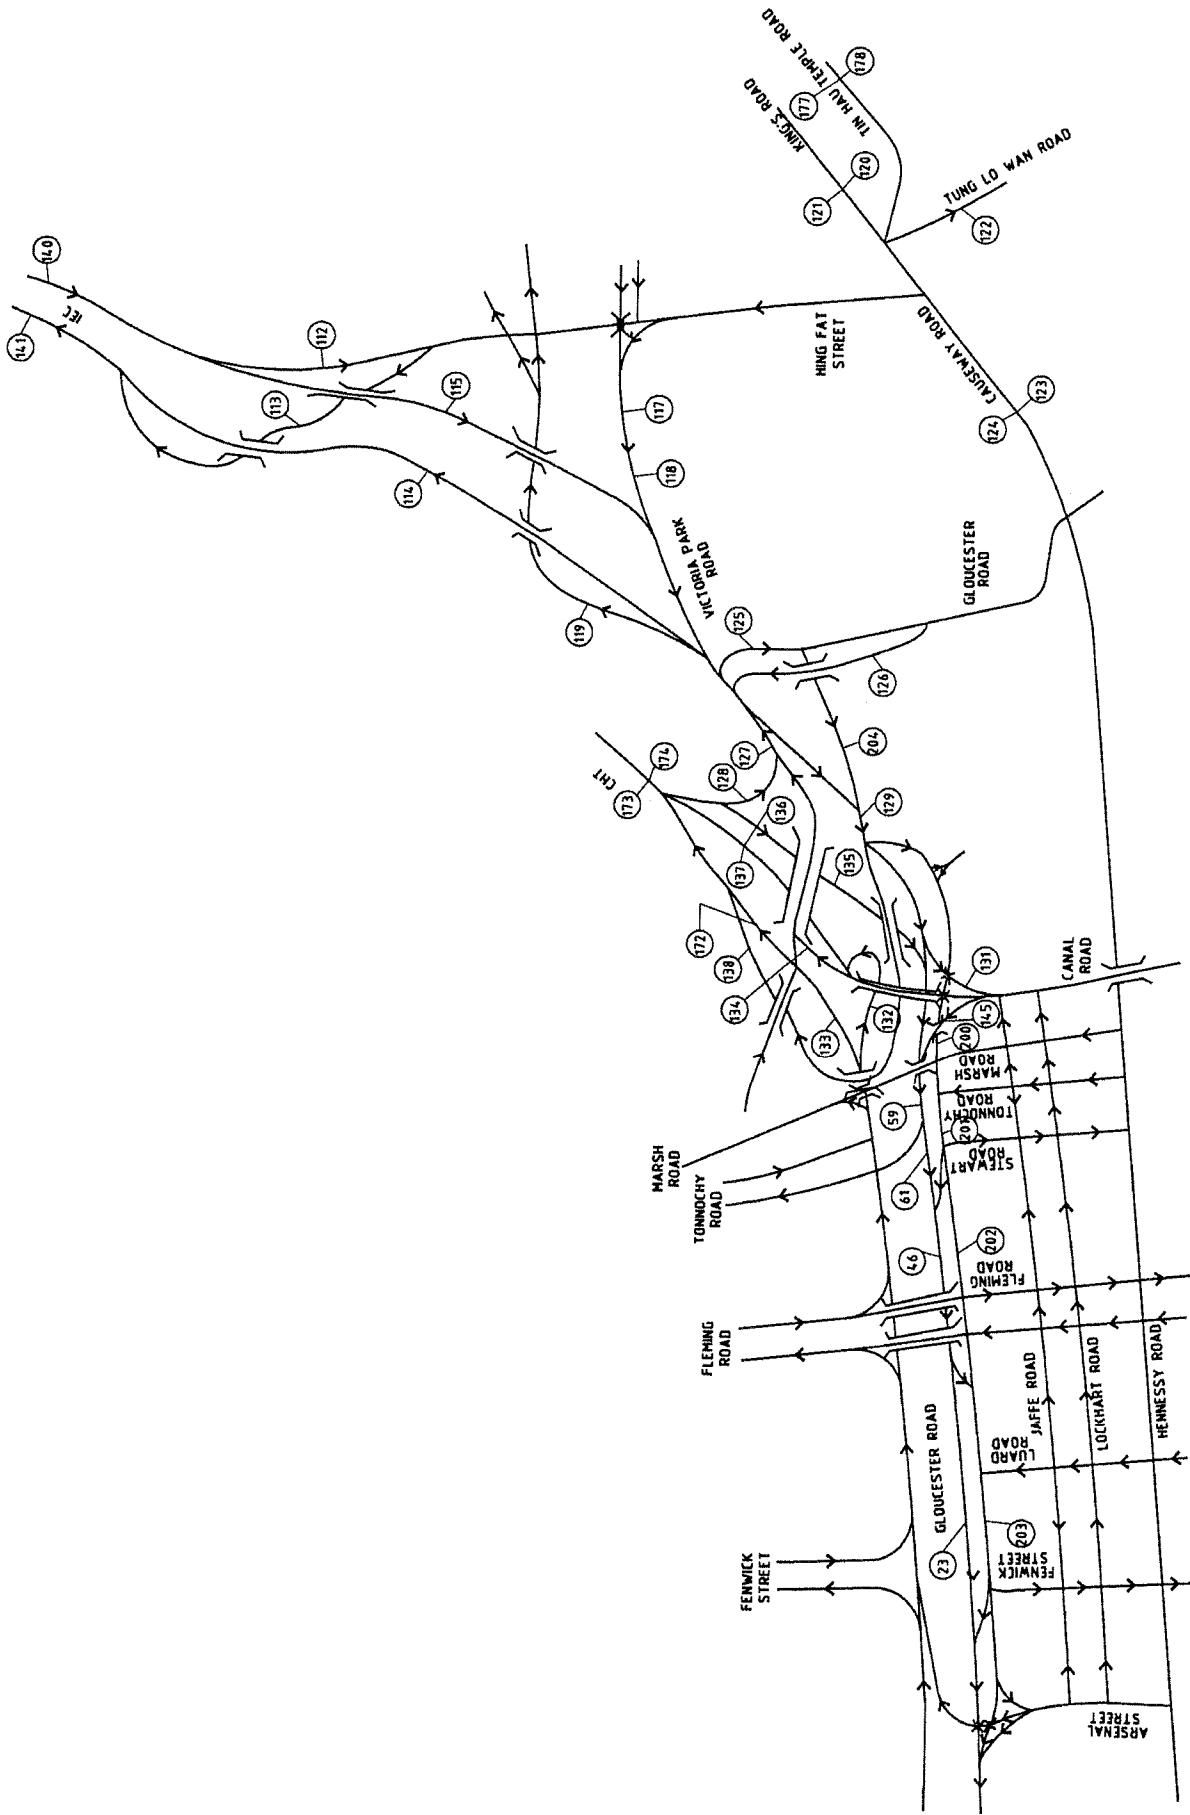 TIN HAU TEMPLE ROAD
KING'S ROAD
178
177
120
121
TUNG LO WAN ROAD
122
140
IEC
141
112
113
115
114
HING FAT
STREET
CAUSEWAY ROAD
123
124
117
118
VICTORIA PARK
ROAD
119
GLOUCESTER
ROAD
125
126
204
174
CHT
173
128
127
136
137
129
135
172
138
134
133
132
131
145
CANAL
ROAD
200
MARSH
ROAD
TONNOCHY
ROAD
59
201
STEWART
ROAD
61
MARSH
ROAD
TONNOCHY
ROAD
46
202
FLEMING
ROAD
FLEMING
ROAD
JAFFE ROAD
LOCKHART ROAD
HENNESSY ROAD
LUARD
ROAD
GLOUCESTER ROAD
23
203
FENWICK
STREET
FENWICK
STREET
ARSENAL
STREET